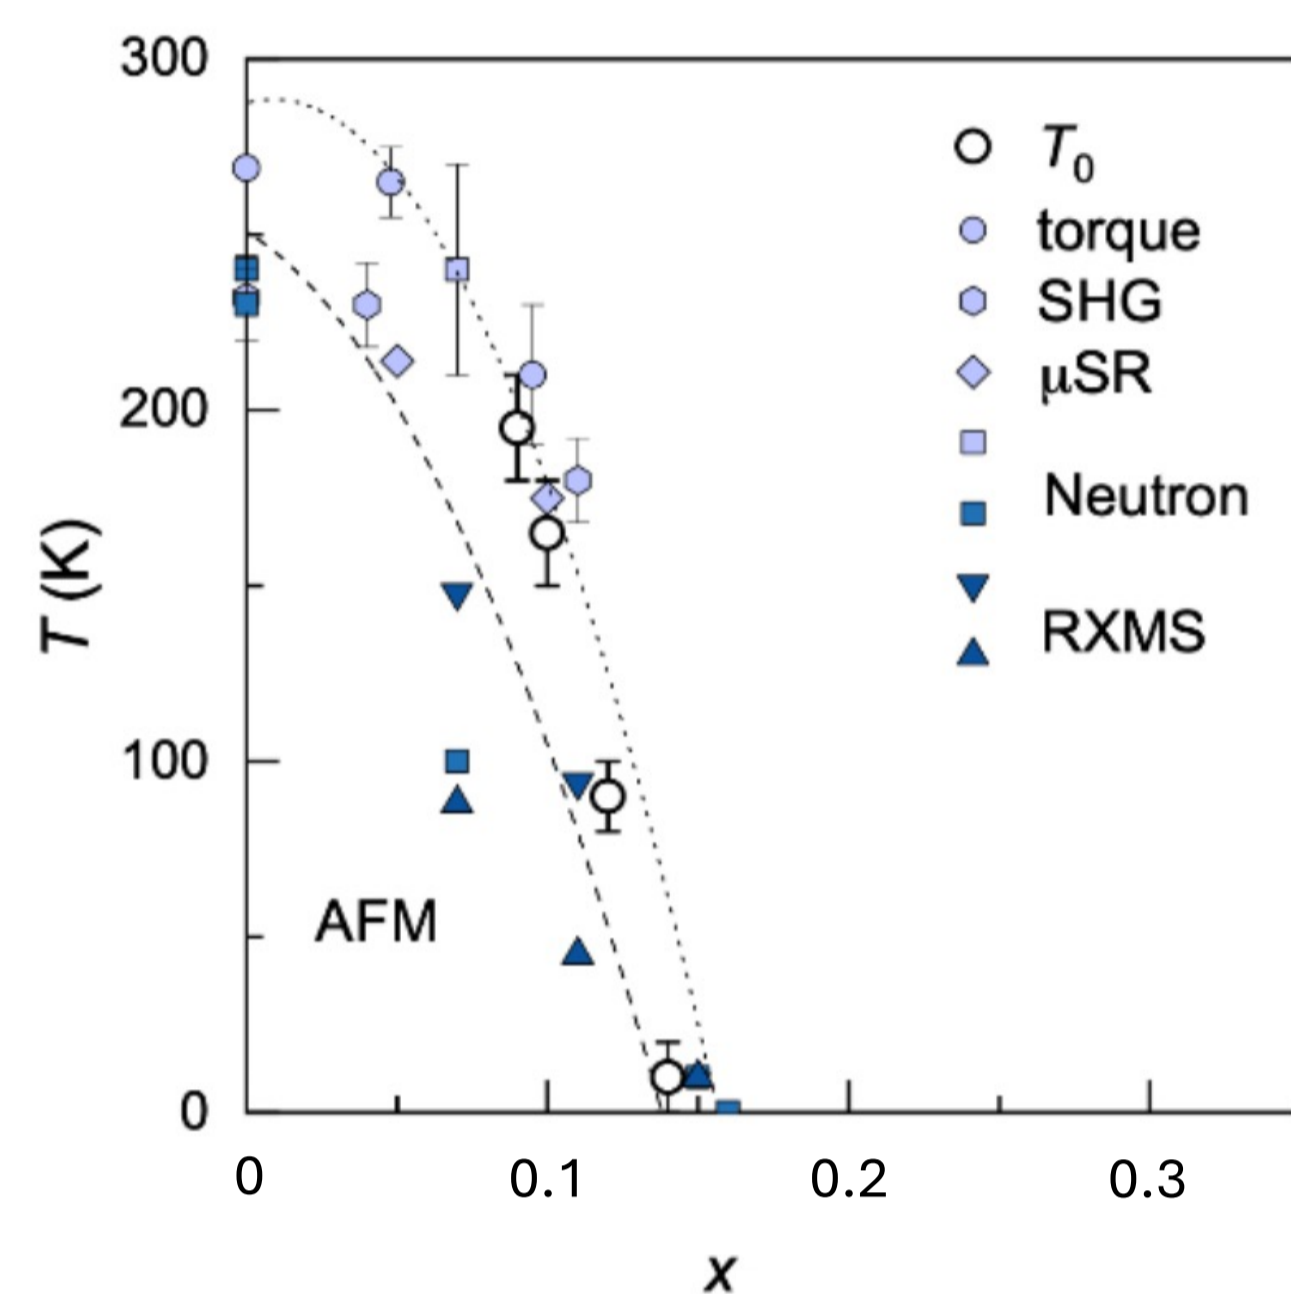 300
200
100
0
T (K)
0
0.1
0.2
0.3
x
AFM
T0
torque
SHG
μSR
Neutron
RXMS